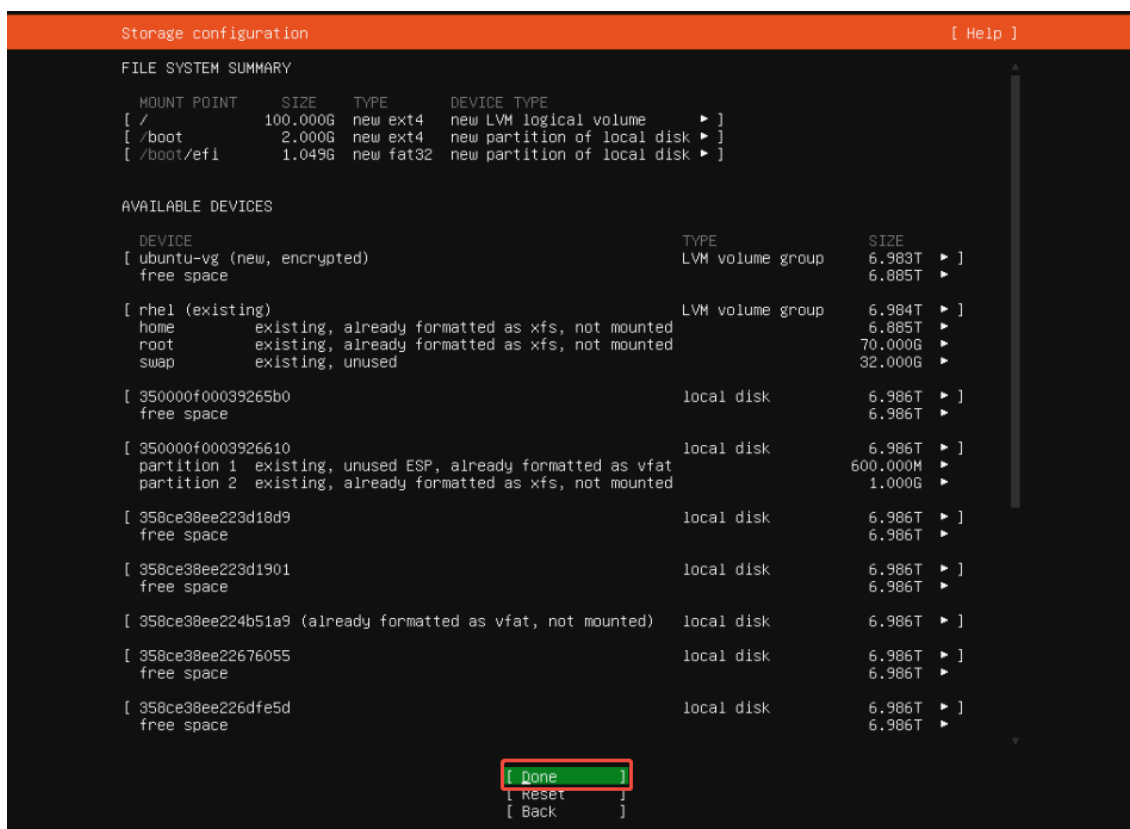 Storage configuration [ Help ]
FILE SYSTEM SUMMARY
MOUNT POINT SIZE TYPE DEVICE TYPE
[ / 100.000G new ext4 new LVM logical volume ▸ ]
[ /boot 2.000G new ext4 new partition of local disk ▸ ]
[ /boot/efi 1.049G new fat32 new partition of local disk ▸ ]
AVAILABLE DEVICES
DEVICE TYPE SIZE
[ ubuntu-vg (new, encrypted) LVM volume group 6.983T ▸ ]
free space 6.885T ▸
[ rhel (existing) LVM volume group 6.984T ▸ ]
home existing, already formatted as xfs, not mounted 6.885T ▸
root existing, already formatted as xfs, not mounted 70.000G ▸
swap existing, unused 32.000G ▸
[ 350000f00039265b0 local disk 6.986T ▸ ]
free space 6.986T ▸
[ 350000f0003926610 local disk 6.986T ▸ ]
partition 1 existing, unused ESP, already formatted as vfat 600.000M ▸
partition 2 existing, already formatted as xfs, not mounted 1.000G ▸
[ 358ce38ee223d18d9 local disk 6.986T ▸ ]
free space 6.986T ▸
[ 358ce38ee223d1901 local disk 6.986T ▸ ]
free space 6.986T ▸
[ 358ce38ee224b51a9 (already formatted as vfat, not mounted) local disk 6.986T ▸ ]
[ 358ce38ee22676055 local disk 6.986T ▸ ]
free space 6.986T ▸
[ 358ce38ee226dfe5d local disk 6.986T ▸ ]
free space 6.986T ▸
[ Done ]
[ Reset ]
[ Back ]